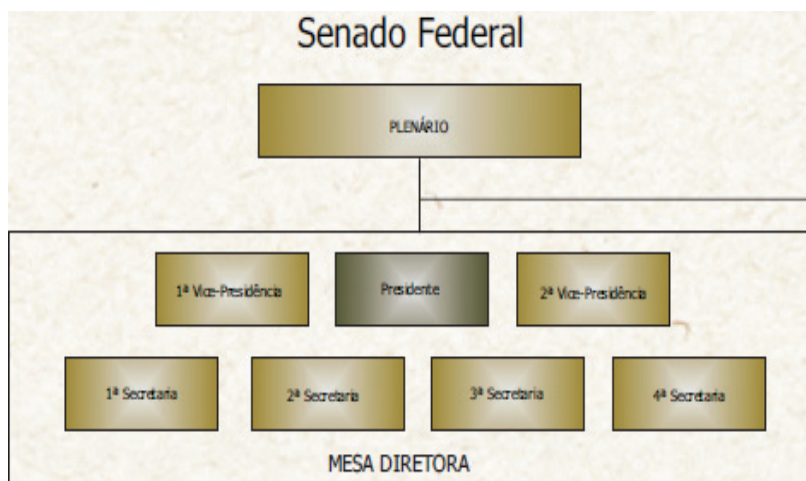 Senado Federal
PLENÁRIO
1ª Vice-Presidência
Presidente
2ª Vice-Presidência
1ª Secretaria
2ª Secretaria
3ª Secretaria
4ª Secretaria
MESA DIRETORA